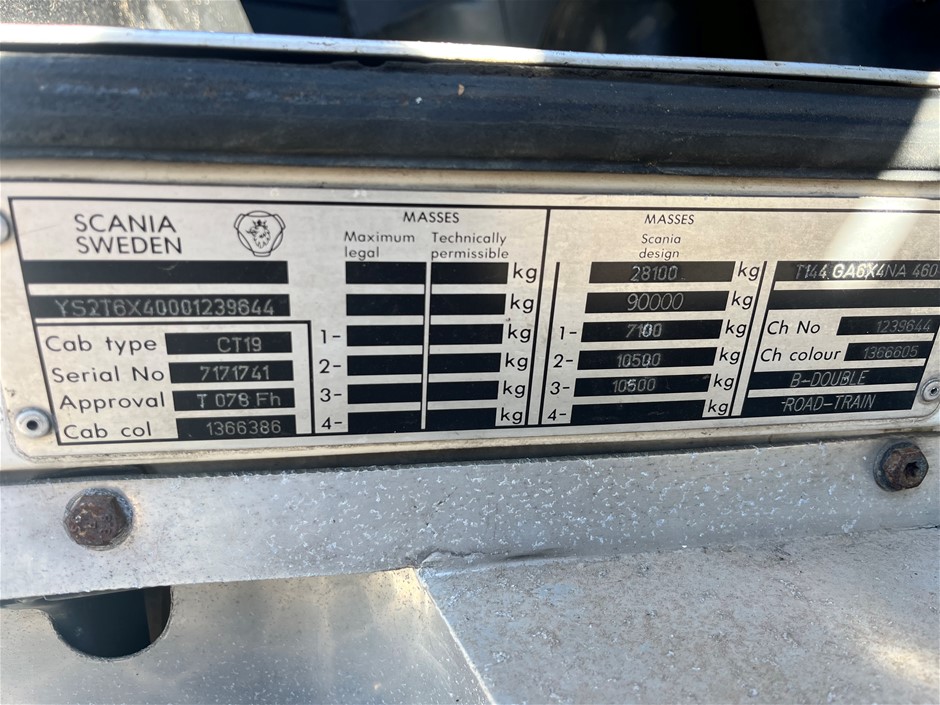 SCANIA
SWEDEN
YS2T6X40001239644
Cab type CT19
Serial No 7171741
Approval T 078 Fh
Cab col 1366386
MASSES
Maximum legal
Technically permissible
kg
kg
1- kg
2- kg
3- kg
4- kg
MASSES
Scania design
28100 kg
90000 kg
1- 7100 kg
2- 10500 kg
3- 10500 kg
4- kg
T144 GA6X4NA 460
Ch No 1239644
Ch colour 1366605
B-DOUBLE
ROAD-TRAIN